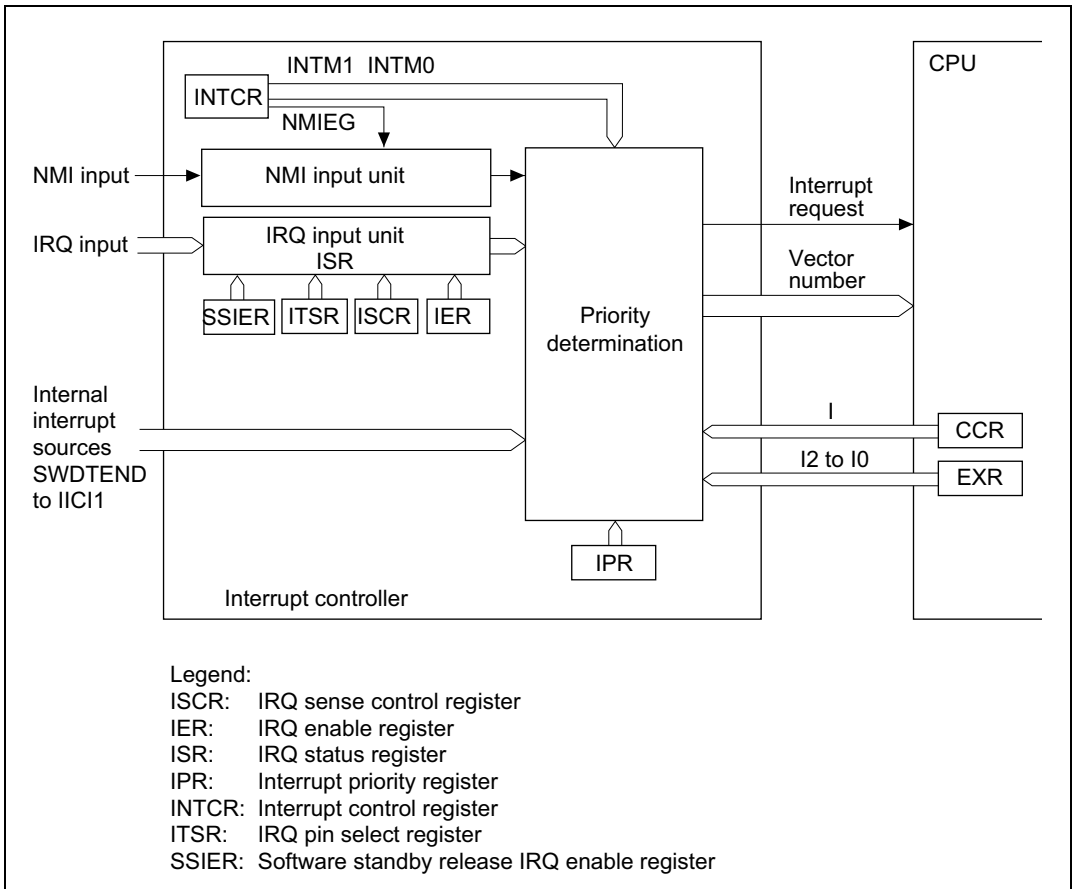 INTM1 INTM0
CPU
INTCR
NMIEG
NMI input
NMI input unit
Interrupt
request
IRQ input
IRQ input unit
ISR
Vector
number
SSIER
ITSR
ISCR
IER
Priority
determination
Internal
interrupt
sources
SWDTEND
to IICI1
I
CCR
I2 to I0
EXR
IPR
Interrupt controller
Legend:
ISCR: IRQ sense control register
IER: IRQ enable register
ISR: IRQ status register
IPR: Interrupt priority register
INTCR: Interrupt control register
ITSR: IRQ pin select register
SSIER: Software standby release IRQ enable register